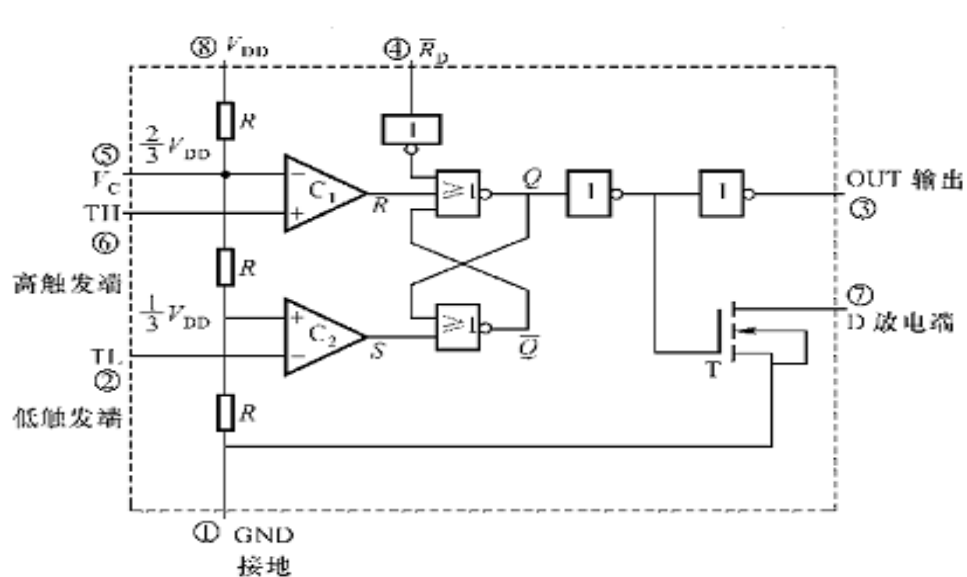 ⑧ V_DD
④ R̅_D
R
1
⑤ 2/3 V_DD
V_C
− C₁ +
R
≥1
Q
1
1
OUT 输出
③
TH
⑥
高触发端
R
1/3 V_DD
+ C₂ −
S
≥1
Q̅
⑦
D 放电端
T
TL
②
低触发端
R
① GND
接地